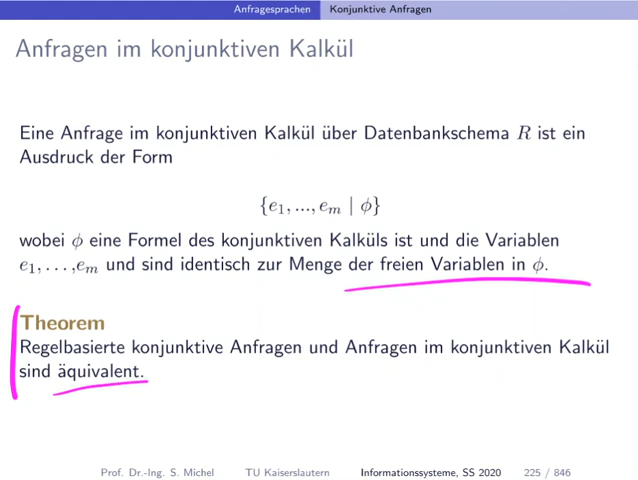 Anfragesprachen Konjunktive Anfragen
Anfragen im konjunktiven Kalkül
Eine Anfrage im konjunktiven Kalkül über Datenbankschema R ist ein
Ausdruck der Form
{e₁, ..., eₘ | ϕ}
wobei ϕ eine Formel des konjunktiven Kalküls ist und die Variablen
e₁, . . . ,eₘ und sind identisch zur Menge der freien Variablen in ϕ.
Theorem
Regelbasierte konjunktive Anfragen und Anfragen im konjunktiven Kalkül
sind äquivalent.
Prof. Dr.-Ing. S. Michel TU Kaiserslautern Informationssysteme, SS 2020 225 / 846